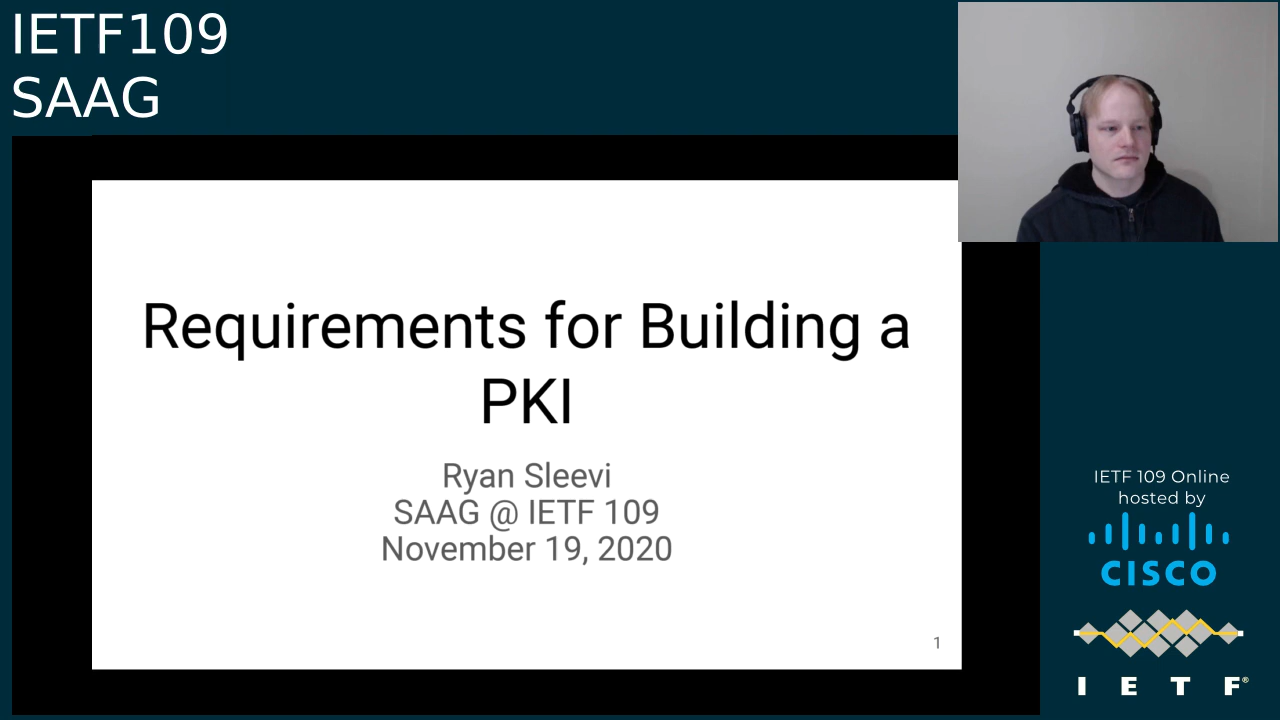 IETF109
SAAG
Requirements for Building a
PKI
Ryan Sleevi
SAAG @ IETF 109
November 19, 2020
1
IETF 109 Online
hosted by
CISCO
I E T F®